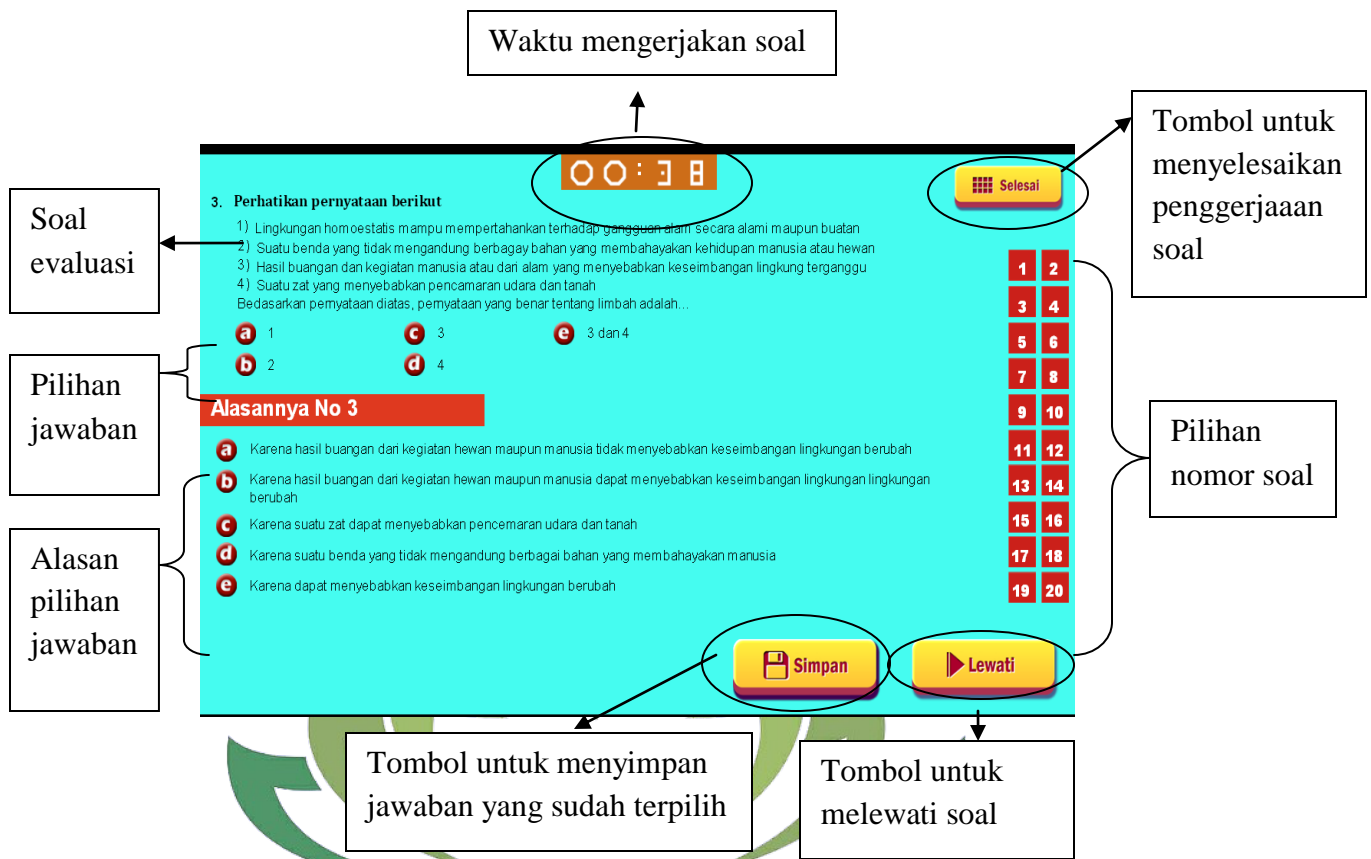 Waktu mengerjakan soal
Tombol untuk
menyelesaikan
penggerjaaan
soal
Soal
evaluasi
Pilihan
jawaban
Alasan
pilihan
jawaban
00:38
Selesai
3. Perhatikan pernyataan berikut
1) Lingkungan homoestatis mampu mempertahankan terhadap gangguan alam secara alami maupun buatan
2) Suatu benda yang tidak mengandung berbagay bahan yang membahayakan kehidupan manusia atau hewan
3) Hasil buangan dan kegiatan manusia atau dari alam yang menyebabkan keseimbangan lingkung terganggu
4) Suatu zat yang menyebabkan pencamaran udara dan tanah
Bedasarkan pernyataan diatas, pernyataan yang benar tentang limbah adalah...
a 1 c 3 e 3 dan 4
b 2 d 4
Alasannya No 3
a Karena hasil buangan dari kegiatan hewan maupun manusia tidak menyebabkan keseimbangan lingkungan berubah
b Karena hasil buangan dari kegiatan hewan maupun manusia dapat menyebabkan keseimbangan lingkungan lingkungan
berubah
c Karena suatu zat dapat menyebabkan pencemaran udara dan tanah
d Karena suatu benda yang tidak mengandung berbagai bahan yang membahayakan manusia
e Karena dapat menyebabkan keseimbangan lingkungan berubah
1 2
3 4
5 6
7 8
9 10
11 12
13 14
15 16
17 18
19 20
Simpan
Lewati
Pilihan
nomor soal
Tombol untuk menyimpan
jawaban yang sudah terpilih
Tombol untuk
melewati soal